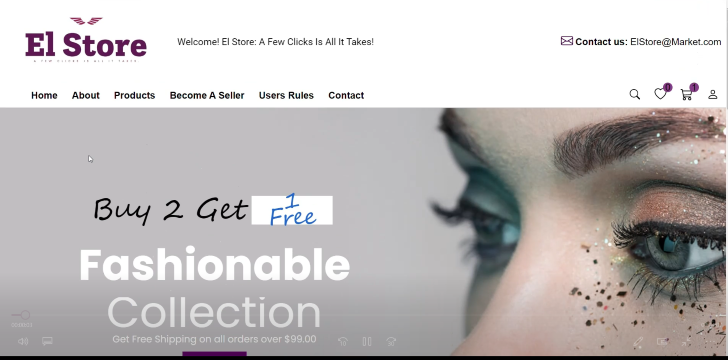 El Store
A FEW CLICKS IS ALL IT TAKES
Welcome! El Store: A Few Clicks Is All It Takes!
Contact us: ElStore@Market.com
Home About Products Become A Seller Users Rules Contact
0 1
Buy 2 Get 1 Free
Fashionable
Collection
Get Free Shipping on all orders over $99.00